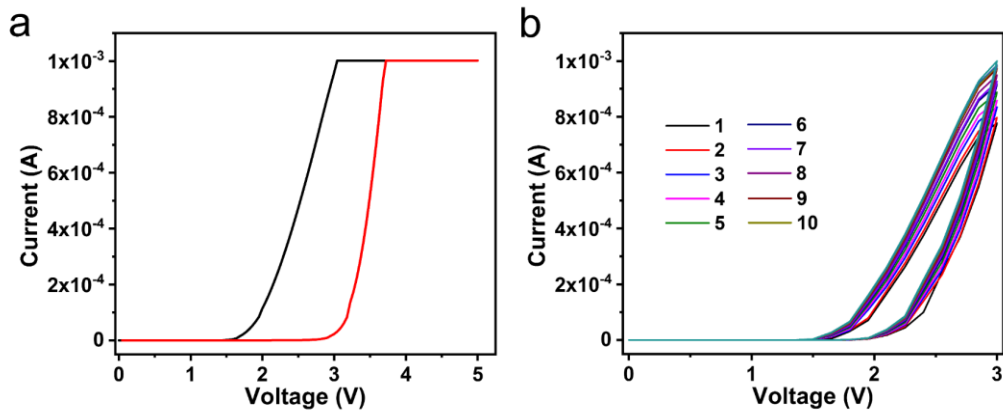 a
1x10⁻³
8x10⁻⁴
6x10⁻⁴
4x10⁻⁴
2x10⁻⁴
0
Current (A)
0 1 2 3 4 5
Voltage (V)
b
1x10⁻³
8x10⁻⁴
6x10⁻⁴
4x10⁻⁴
2x10⁻⁴
0
Current (A)
1 6
2 7
3 8
4 9
5 10
0 1 2 3
Voltage (V)